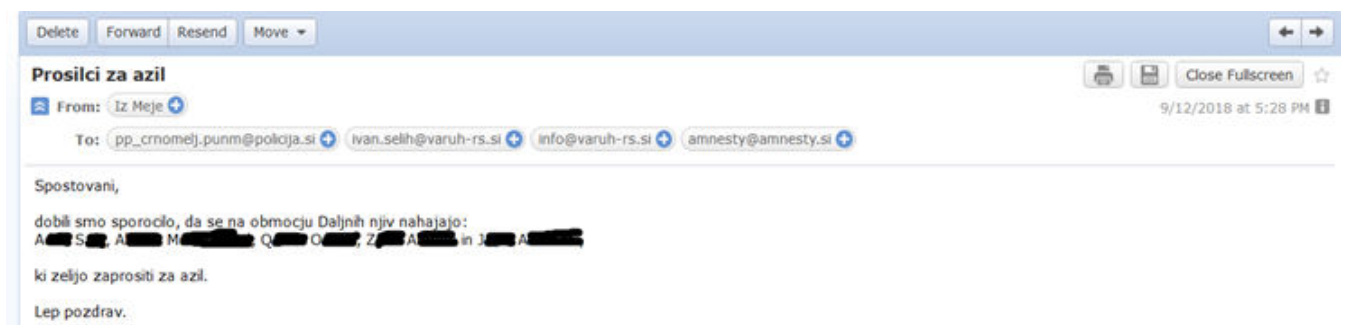 Delete Forward Resend Move
Prosilci za azil Close Fullscreen
From: Iz Meje 9/12/2018 at 5:28 PM
To: pp_crnomelj.punm@policija.si ivan.selih@varuh-rs.si info@varuh-rs.si amnesty@amnesty.si
Spostovani,
dobili smo sporocilo, da se na obmocju Daljnih njiv nahajajo:
A S, A M Q O, Z A in J A
ki zelijo zaprositi za azil.
Lep pozdrav.